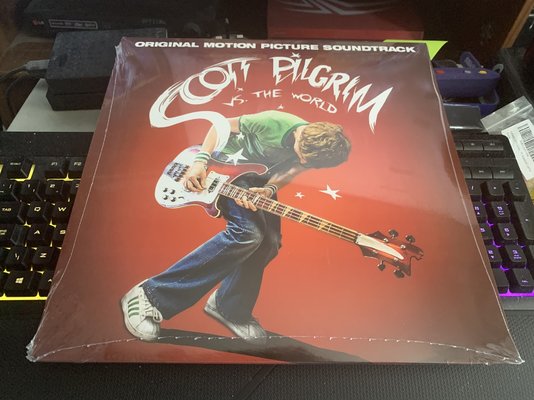 ORIGINAL MOTION PICTURE SOUNDTRACK
SCOTT PILGRIM
VS. THE WORLD